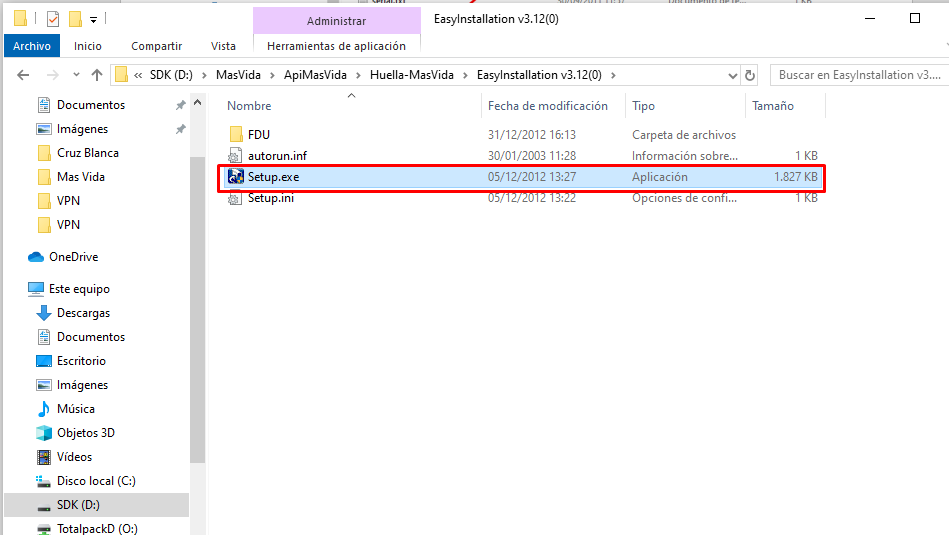 Administrar
EasyInstallation v3.12(0)
Archivo Inicio Compartir Vista Herramientas de aplicación
« SDK (D:) > MasVida > ApiMasVida > Huella-MasVida > EasyInstallation v3.12(0) >
Buscar en EasyInstallation v3....
Documentos
Imágenes
Cruz Blanca
Mas Vida
VPN
VPN
OneDrive
Este equipo
Descargas
Documentos
Escritorio
Imágenes
Música
Objetos 3D
Vídeos
Disco local (C:)
SDK (D:)
TotalpackD (O:)
Nombre Fecha de modificación Tipo Tamaño
FDU 31/12/2012 16:13 Carpeta de archivos
autorun.inf 30/01/2003 11:28 Información sobre... 1 KB
Setup.exe 05/12/2012 13:27 Aplicación 1.827 KB
Setup.ini 05/12/2012 13:22 Opciones de confi... 1 KB